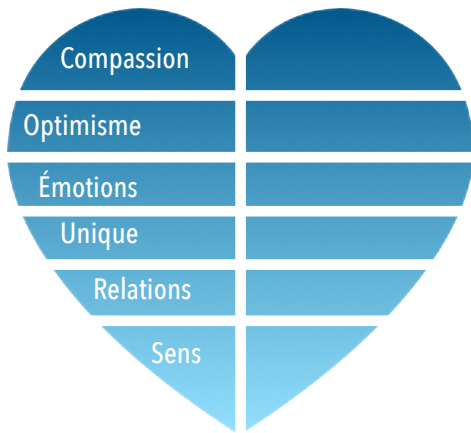 Compassion
Optimisme
Émotions
Unique
Relations
Sens